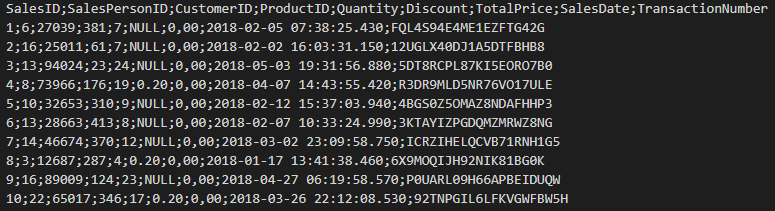 SalesID;SalesPersonID;CustomerID;ProductID;Quantity;Discount;TotalPrice;SalesDate;TransactionNumber
1;6;27039;381;7;NULL;0,00;2018-02-05 07:38:25.430;FQL4S94E4ME1EZFTG42G
2;16;25011;61;7;NULL;0,00;2018-02-02 16:03:31.150;12UGLX40DJ1A5DTFBHB8
3;13;94024;23;24;NULL;0,00;2018-05-03 19:31:56.880;5DT8RCPL87KI5EORO7B0
4;8;73966;176;19;0.20;0,00;2018-04-07 14:43:55.420;R3DR9MLD5NR76VO17ULE
5;10;32653;310;9;NULL;0,00;2018-02-12 15:37:03.940;4BGS0Z5OMAZ8NDAFHHP3
6;13;28663;413;8;NULL;0,00;2018-02-07 10:33:24.990;3KTAYIZPGDQMZMRWZ8NG
7;14;46674;370;12;NULL;0,00;2018-03-02 23:09:58.750;ICRZIHELQCVB71RNH1G5
8;3;12687;287;4;0.20;0,00;2018-01-17 13:41:38.460;6X9MOQIJH92NIK81BG0K
9;16;89009;124;23;NULL;0,00;2018-04-27 06:19:58.570;P0UARL09H66APBEIDUQW
10;22;65017;346;17;0.20;0,00;2018-03-26 22:12:08.530;92TNPGIL6LFKVGWFBW5H